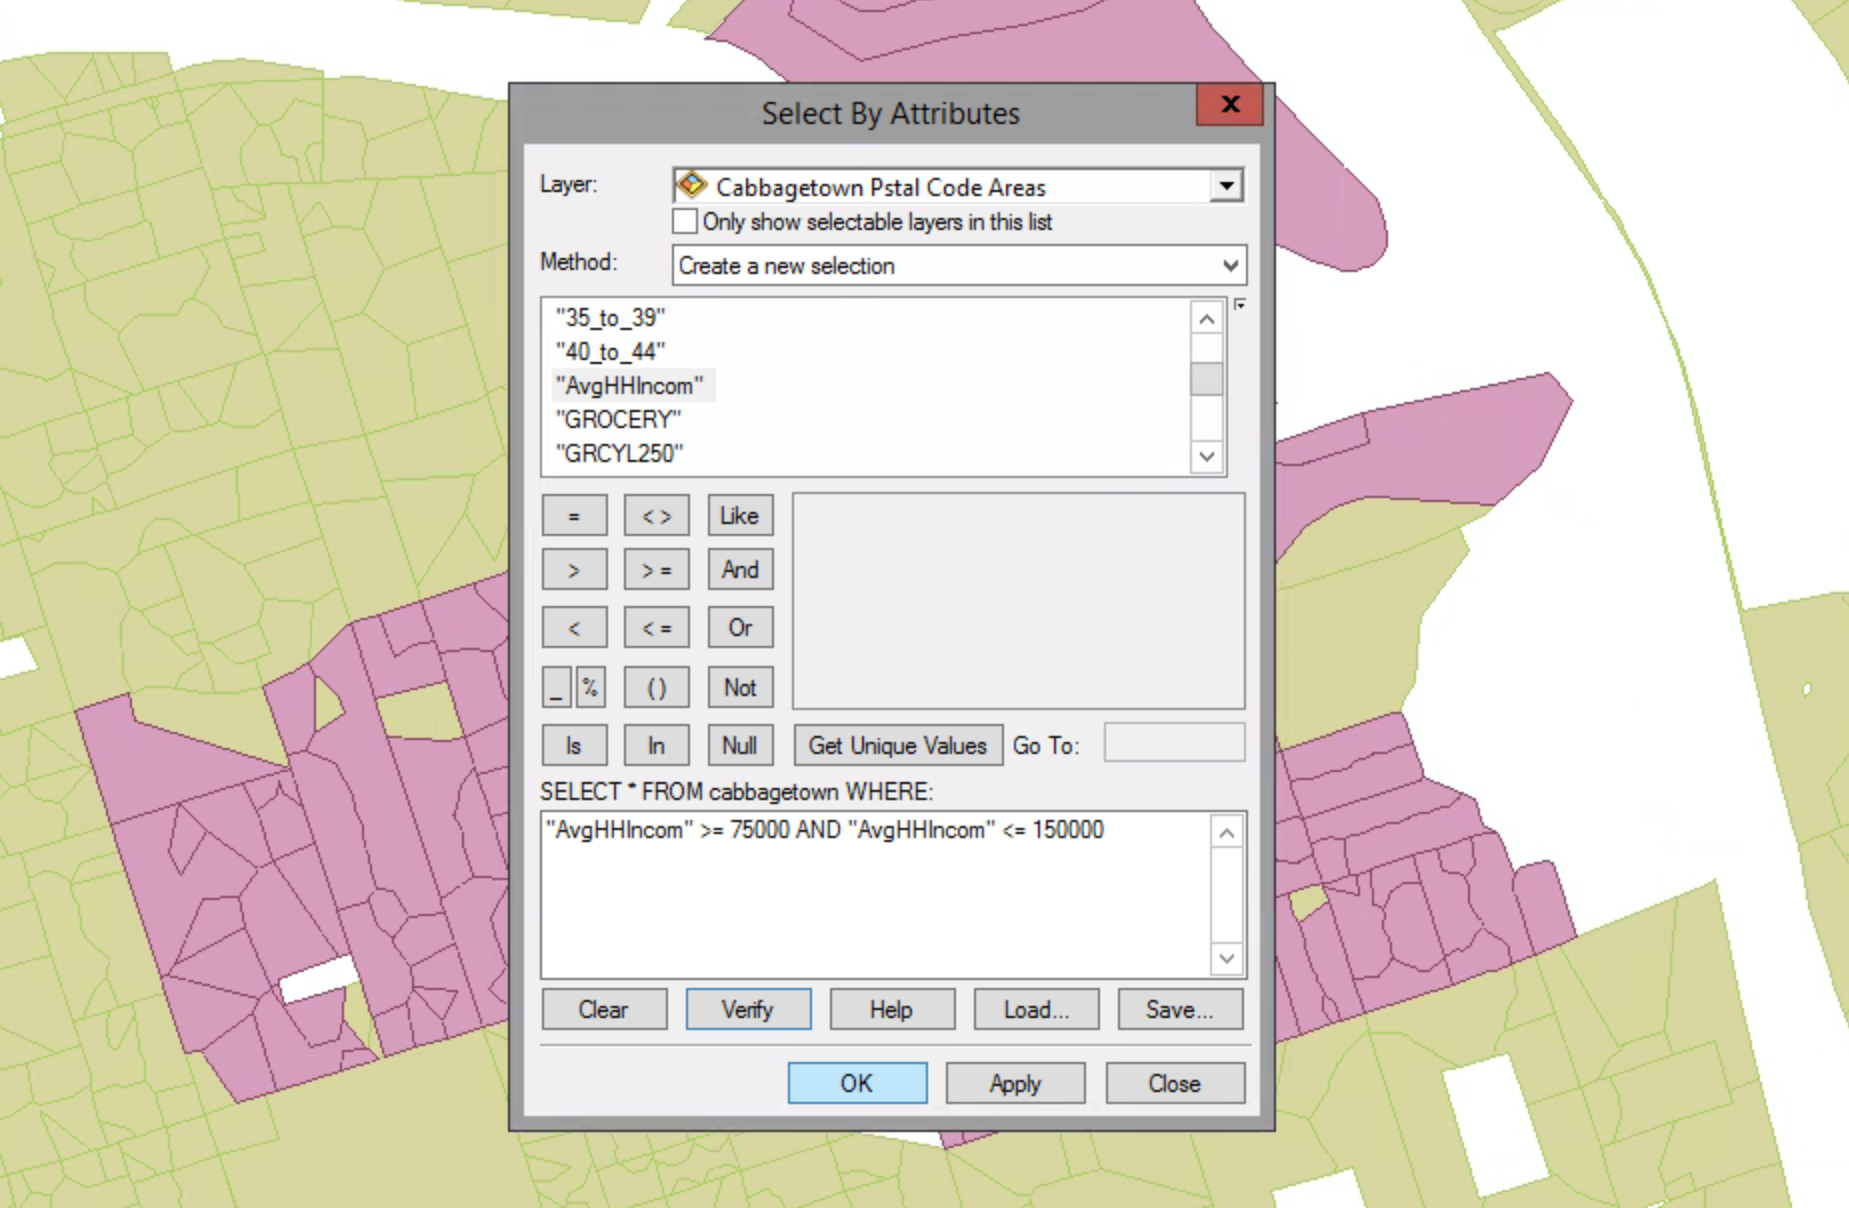 Select By Attributes
x
Layer:
Cabbagetown Pstal Code Areas
Only show selectable layers in this list
Method:
Create a new selection
"35_to_39"
"40_to_44"
"AvgHHIncom"
"GROCERY"
"GRCYL250"
= <> Like
> >= And
< <= Or
_ % () Not
Is In Null Get Unique Values Go To:
SELECT * FROM cabbagetown WHERE:
"AvgHHIncom" >= 75000 AND "AvgHHIncom" <= 150000
Clear Verify Help Load... Save...
OK Apply Close